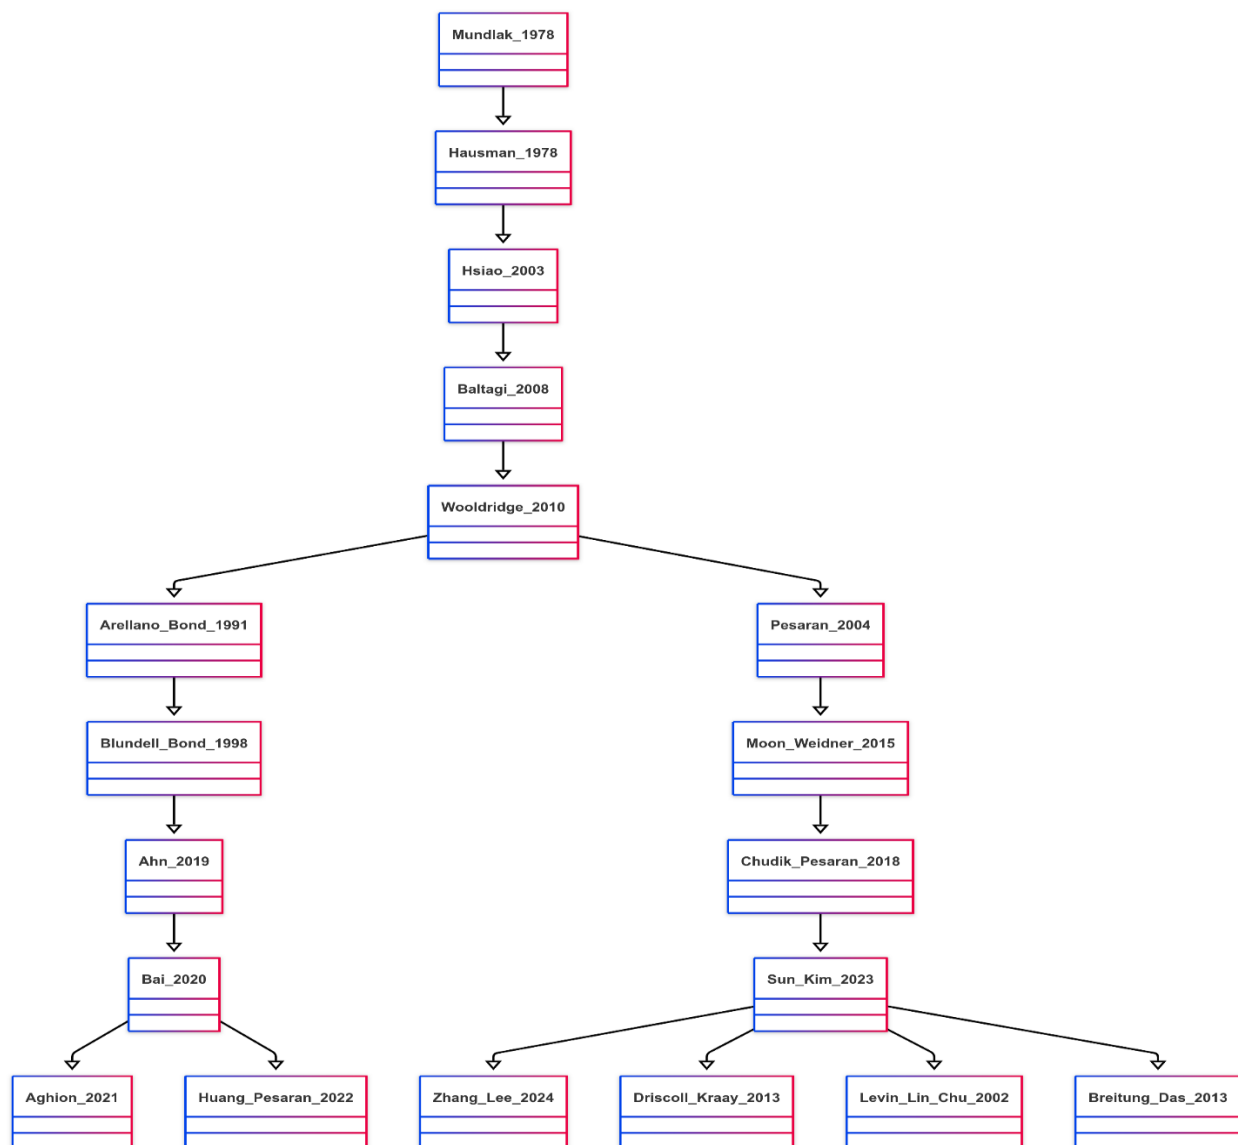 Mundlak_1978
Hausman_1978
Hsiao_2003
Baltagi_2008
Wooldridge_2010
Arellano_Bond_1991
Pesaran_2004
Blundell_Bond_1998
Moon_Weidner_2015
Ahn_2019
Chudik_Pesaran_2018
Bai_2020
Sun_Kim_2023
Aghion_2021
Huang_Pesaran_2022
Zhang_Lee_2024
Driscoll_Kraay_2013
Levin_Lin_Chu_2002
Breitung_Das_2013